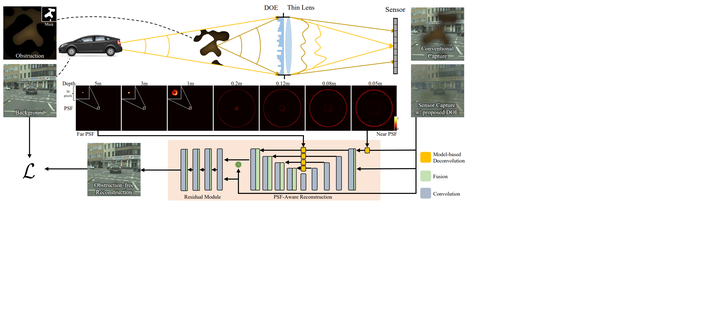 DOE Thin Lens
Sensor
Mask
Obstruction
Conventional
Capture
Background
Depth 5m 3m 1m 0.2m 0.12m 0.08m 0.05m
PSF
Sensor Capture
w. proposed DOE
Far PSF
Near PSF
Model-based
Deconvolution
Fusion
Convolution
ℒ
Obstruction-free
Reconstruction
Residual Module
PSF-Aware Reconstruction